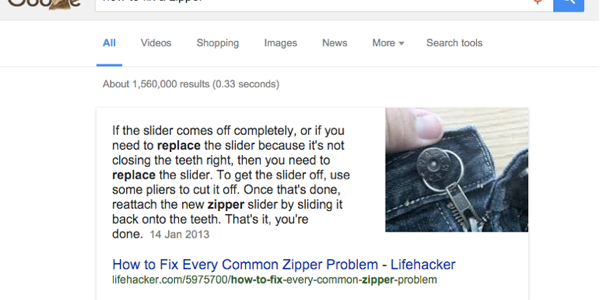 All Videos Shopping Images News More Search tools
About 1,560,000 results (0.33 seconds)
If the slider comes off completely, or if you
need to replace the slider because it's not
closing the teeth right, then you need to
replace the slider. To get the slider off, use
some pliers to cut it off. Once that's done,
reattach the new zipper slider by sliding it
back onto the teeth. That's it, you're
done. 14 Jan 2013
How to Fix Every Common Zipper Problem - Lifehacker
lifehacker.com/5975700/how-to-fix-every-common-zipper-problem